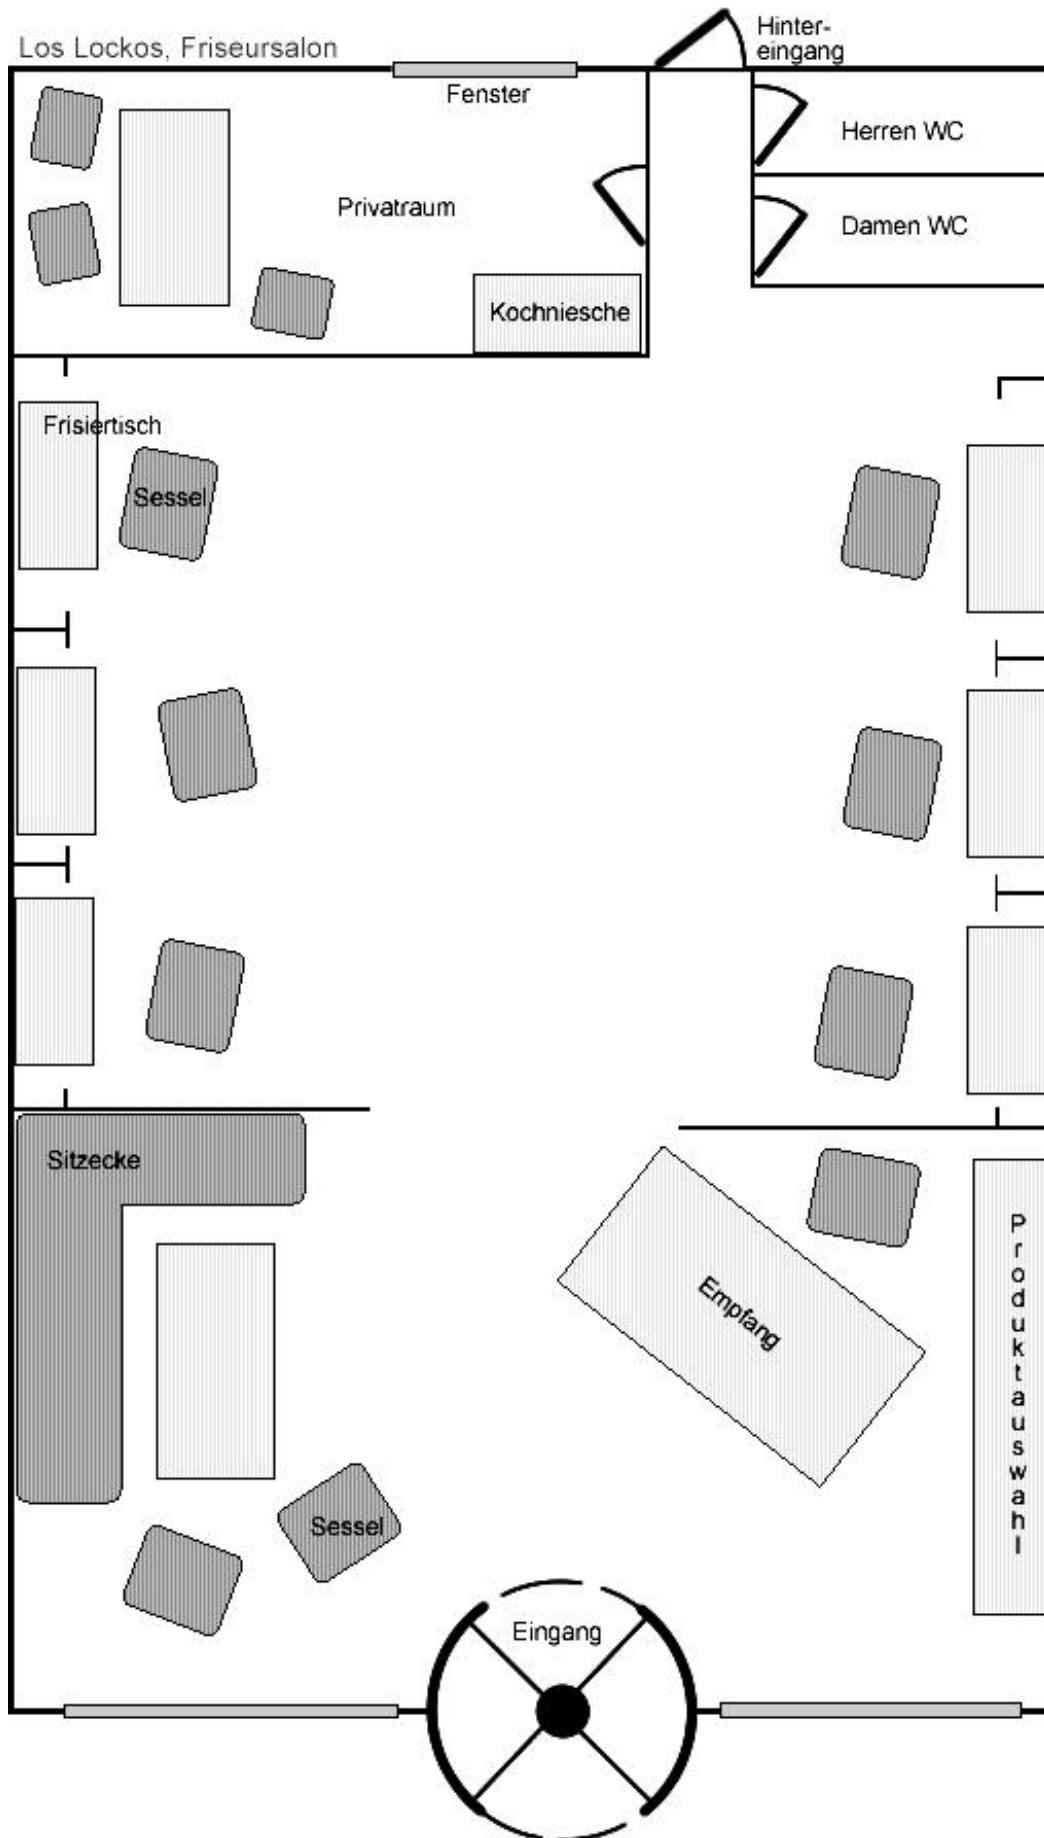 Los Lockos, Friseursalon
Hinter-
eingang
Fenster
Herren WC
Privatraum
Damen WC
Kochniesche
Frisiertisch
Sessel
Sitzecke
Empfang
Produktauswahl
Sessel
Eingang